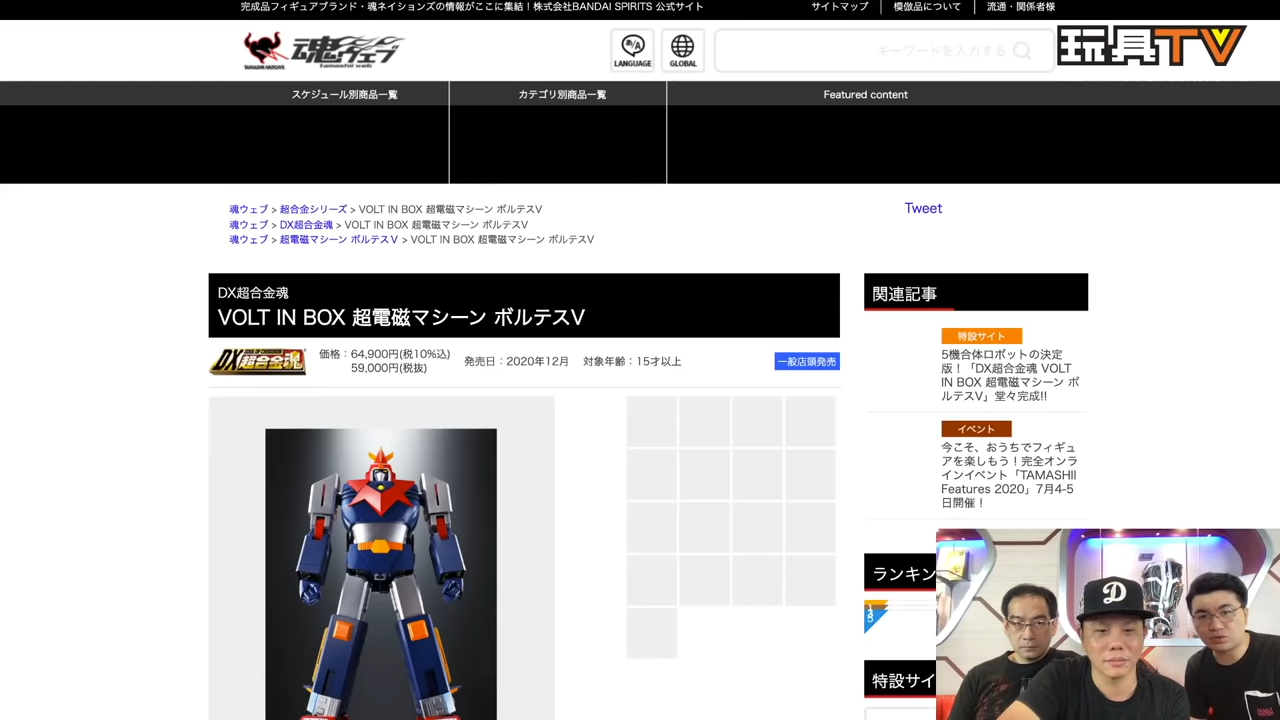 完成品フィギュアブランド・魂ネイションズの情報がここに集結！株式会社BANDAI SPIRITS 公式サイト
サイトマップ
模倣品について
流通・関係者様
TAMASHII NATIONS
魂ウェブ
tamashii web
あ/A
LANGUAGE
GLOBAL
キーワードを入力する
玩具TV
スケジュール別商品一覧
カテゴリ別商品一覧
Featured content
魂ウェブ > 超合金シリーズ > VOLT IN BOX 超電磁マシーン ボルテスV
魂ウェブ > DX超合金魂 > VOLT IN BOX 超電磁マシーン ボルテスV
魂ウェブ > 超電磁マシーン ボルテスＶ > VOLT IN BOX 超電磁マシーン ボルテスV
Tweet
DX超合金魂
VOLT IN BOX 超電磁マシーン ボルテスV
DX超合金魂
価格：64,900円(税10%込)
59,000円(税抜)
発売日：2020年12月
対象年齢：15才以上
一般店頭発売
関連記事
特設サイト
5機合体ロボットの決定
版！「DX超合金魂 VOLT
IN BOX 超電磁マシーン ボ
ルテスV」堂々完成!!
イベント
今こそ、おうちでフィギュ
アを楽しもう！完全オンラ
インイベント「TAMASHII
Features 2020」7月4-5
日開催！
ランキン
特設サイ
D